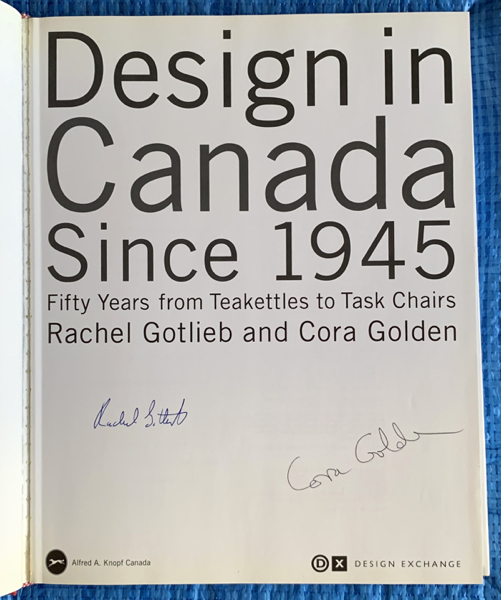 Design in
Canada
Since 1945
Fifty Years from Teakettles to Task Chairs
Rachel Gotlieb and Cora Golden
Rachel Gotlieb
Cora Golden
Alfred A. Knopf Canada
D X DESIGN EXCHANGE